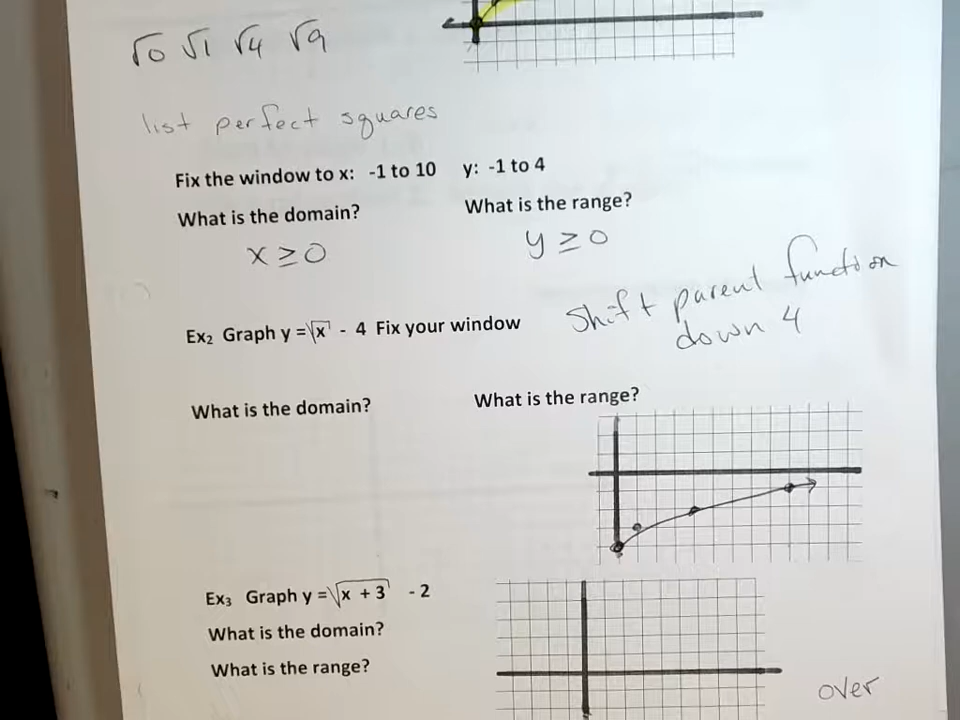 √0 √1 √4 √9
list perfect squares
Fix the window to x: -1 to 10 y: -1 to 4
What is the domain? What is the range?
x ≥ 0 y ≥ 0
Shift parent function
down 4
Ex₂ Graph y = √x - 4 Fix your window
What is the domain? What is the range?
Ex₃ Graph y = √x + 3 - 2
What is the domain?
What is the range?
over